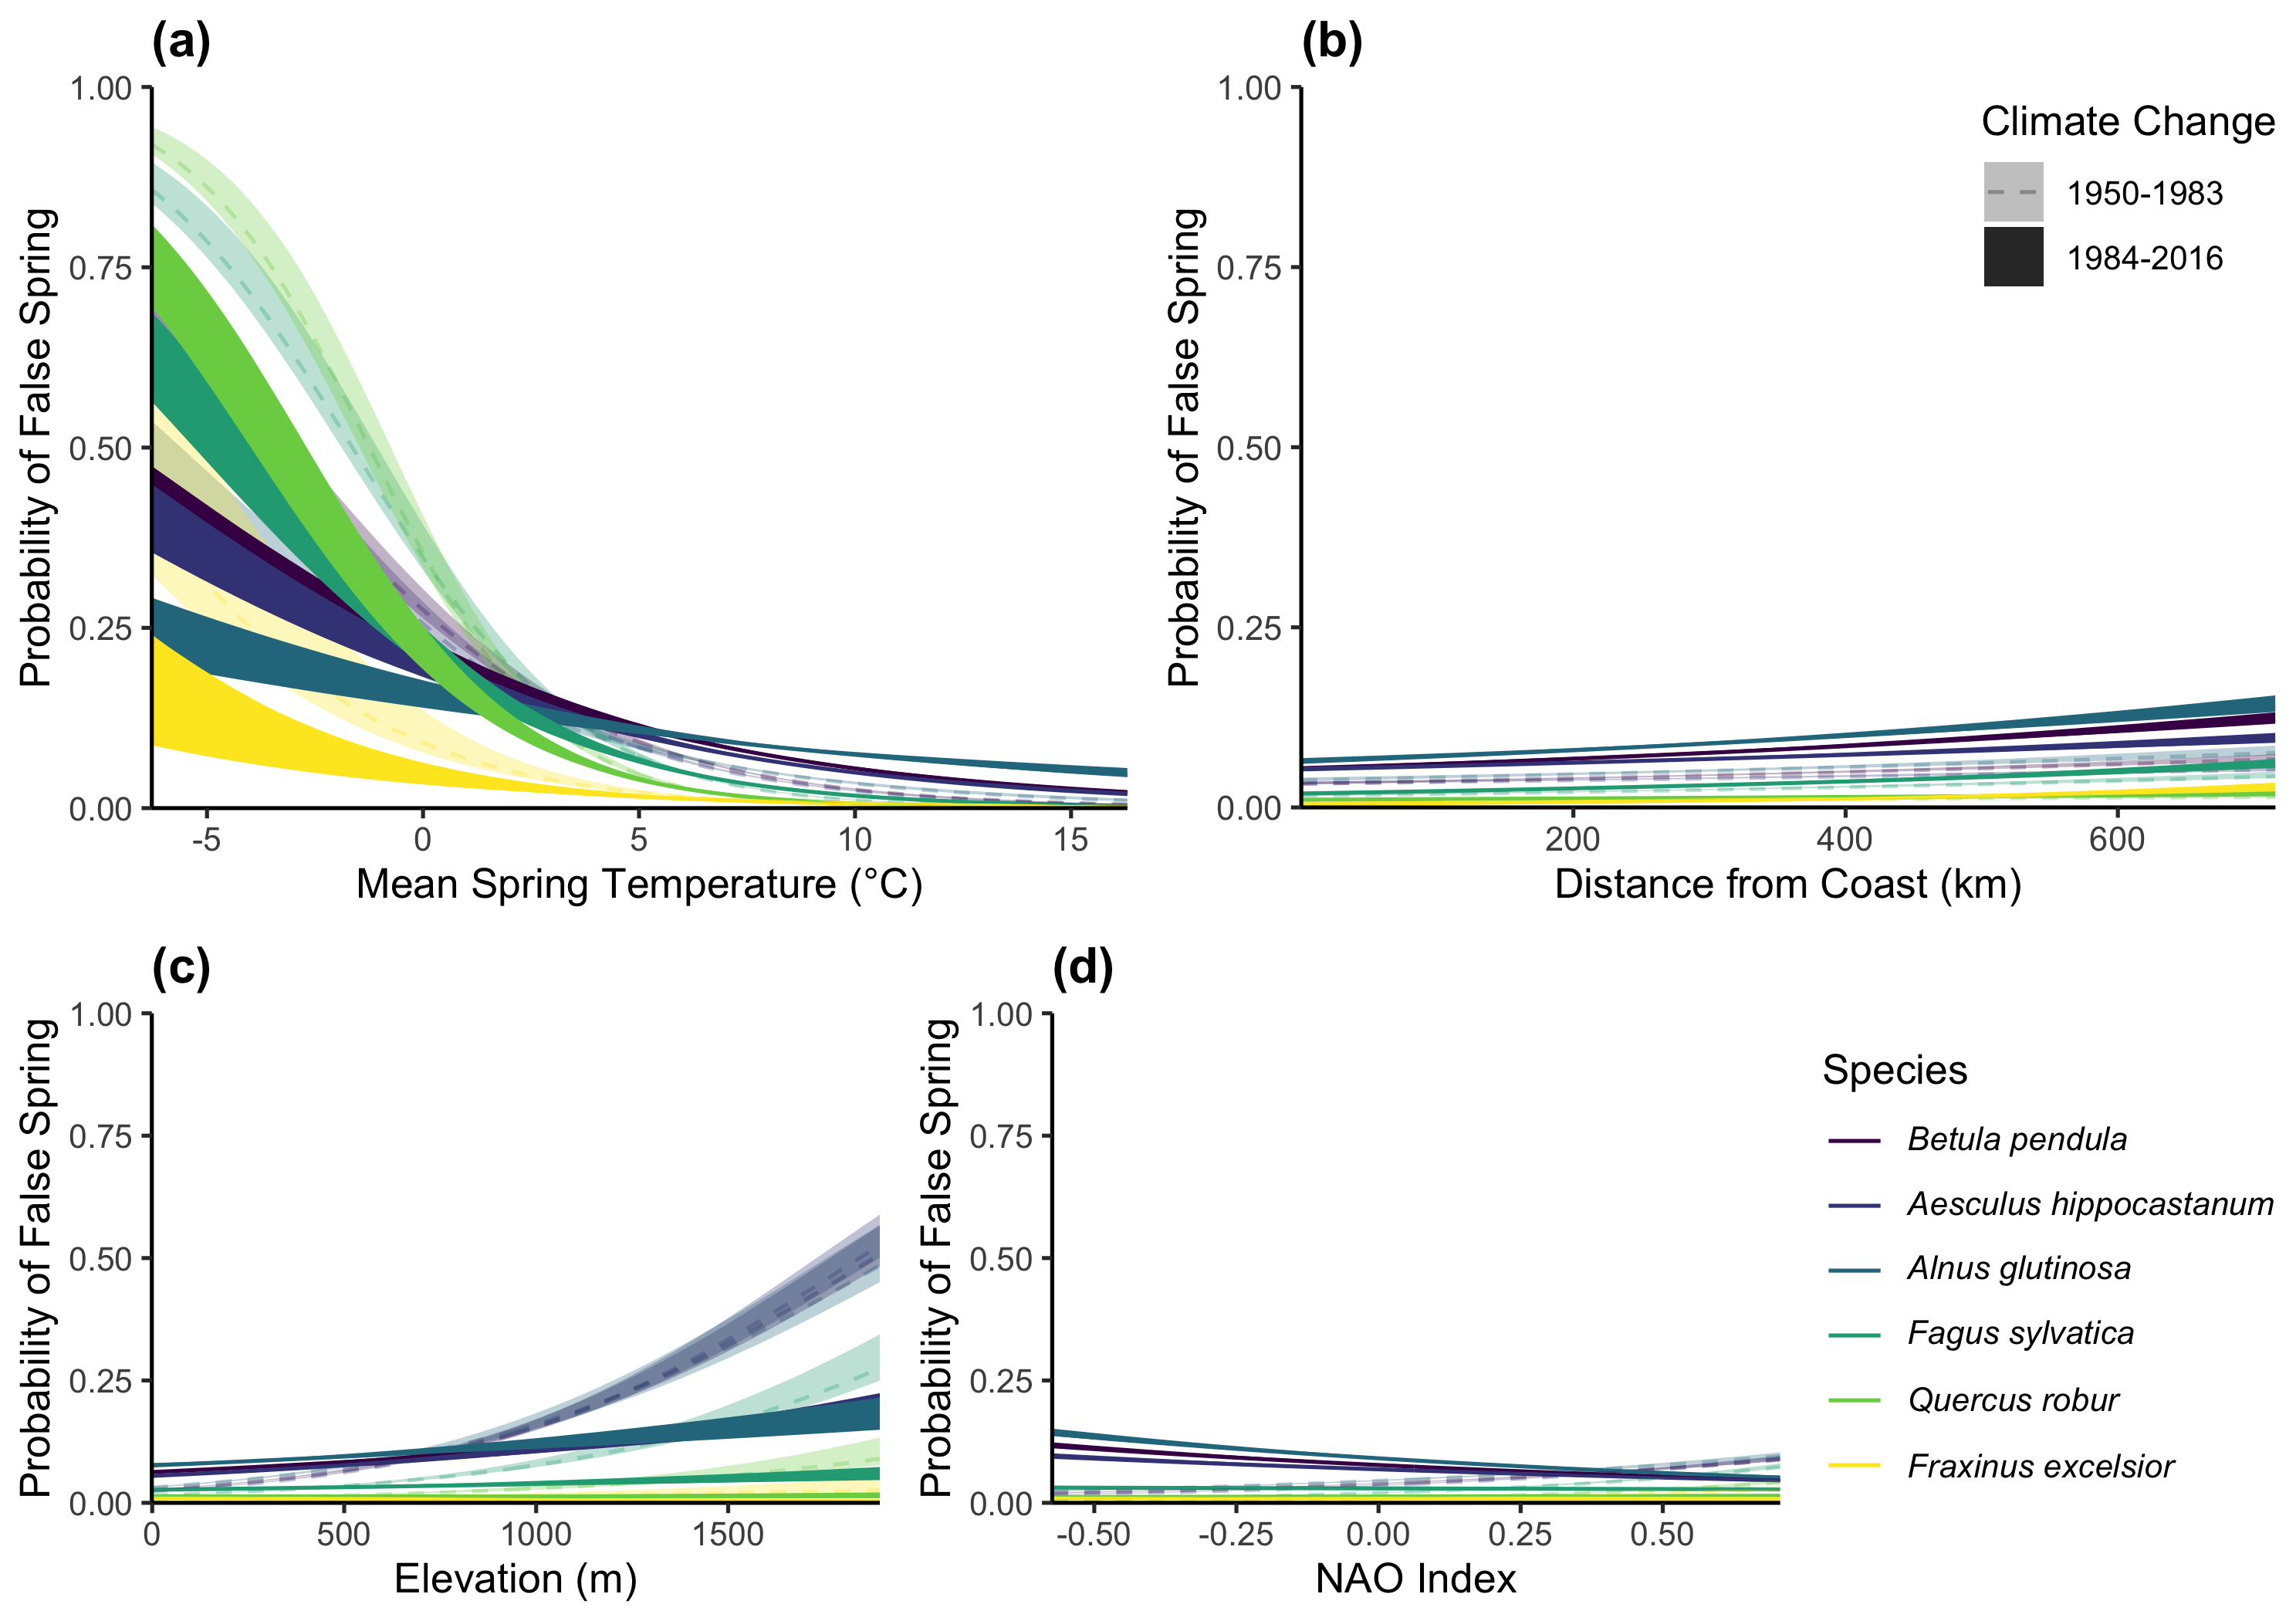 (a)
Probability of False Spring
1.00
0.75
0.50
0.25
0.00
-5 0 5 10 15
Mean Spring Temperature (°C)
(b)
Probability of False Spring
1.00
0.75
0.50
0.25
0.00
200 400 600
Distance from Coast (km)
Climate Change
1950-1983
1984-2016
(c)
Probability of False Spring
1.00
0.75
0.50
0.25
0.00
0 500 1000 1500
Elevation (m)
(d)
Probability of False Spring
1.00
0.75
0.50
0.25
0.00
-0.50 -0.25 0.00 0.25 0.50
NAO Index
Species
Betula pendula
Aesculus hippocastanum
Alnus glutinosa
Fagus sylvatica
Quercus robur
Fraxinus excelsior